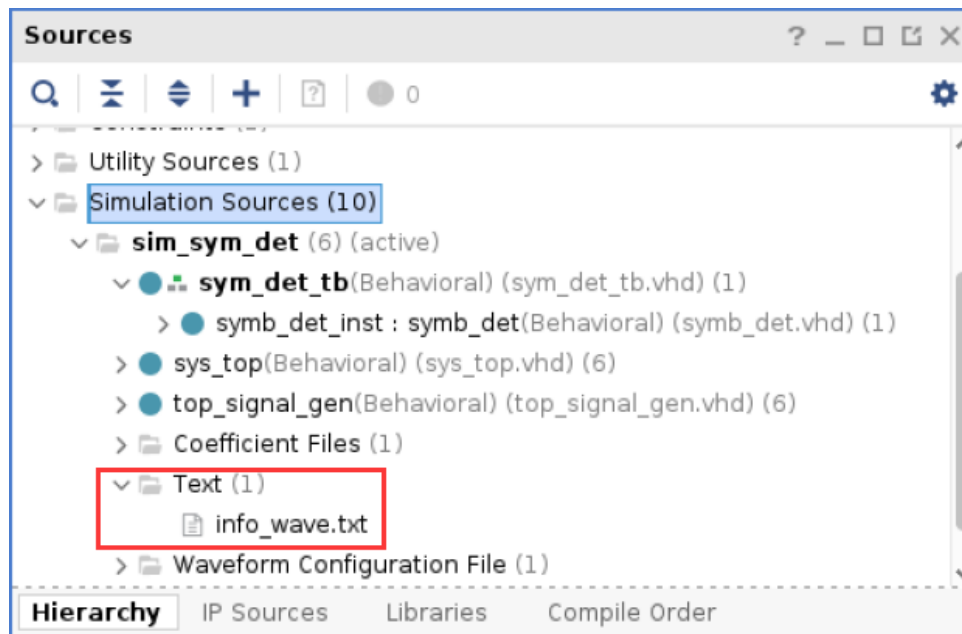 Sources
? 
0
Utility Sources (1)
Simulation Sources (10)
sim_sym_det (6) (active)
sym_det_tb(Behavioral) (sym_det_tb.vhd) (1)
symb_det_inst : symb_det(Behavioral) (symb_det.vhd) (1)
sys_top(Behavioral) (sys_top.vhd) (6)
top_signal_gen(Behavioral) (top_signal_gen.vhd) (6)
Coefficient Files (1)
Text (1)
info_wave.txt
Waveform Configuration File (1)
Hierarchy IP Sources Libraries Compile Order